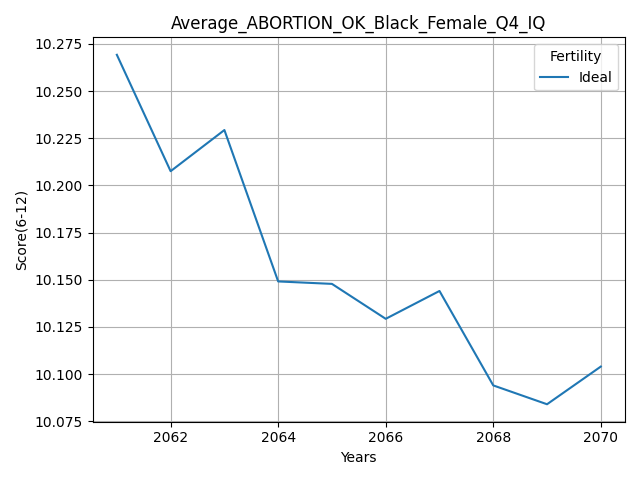 Average_ABORTION_OK_Black_Female_Q4_IQ
Fertility
Ideal
Score(6-12)
10.275
10.250
10.225
10.200
10.175
10.150
10.125
10.100
10.075
2062 2064 2066 2068 2070
Years